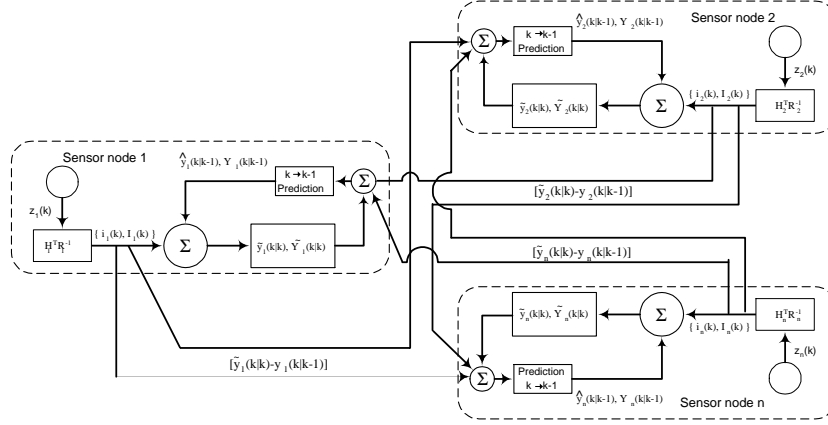 Sensor node 1
ŷ₁(k|k-1), Y₁(k|k-1)
k→k-1
Prediction
Σ
z₁(k)
H₁ᵀR₁⁻¹
{ i₁(k), I₁(k) }
Σ
ỹ₁(k|k), Ỹ₁(k|k)
[ỹ₁(k|k)-y₁(k|k-1)]
ŷ₂(k|k-1), Y₂(k|k-1)
Sensor node 2
Σ
k→k-1
Prediction
z₂(k)
ỹ₂(k|k), Ỹ₂(k|k)
Σ
{ i₂(k), I₂(k) }
H₂ᵀR₂⁻¹
[ỹ₂(k|k)-y₂(k|k-1)]
[ỹₙ(k|k)-yₙ(k|k-1)]
ỹₙ(k|k), Ỹₙ(k|k)
Σ
{ iₙ(k), Iₙ(k) }
HₙᵀRₙ⁻¹
zₙ(k)
Σ
Prediction
k→k-1
ŷₙ(k|k-1), Yₙ(k|k-1)
Sensor node n